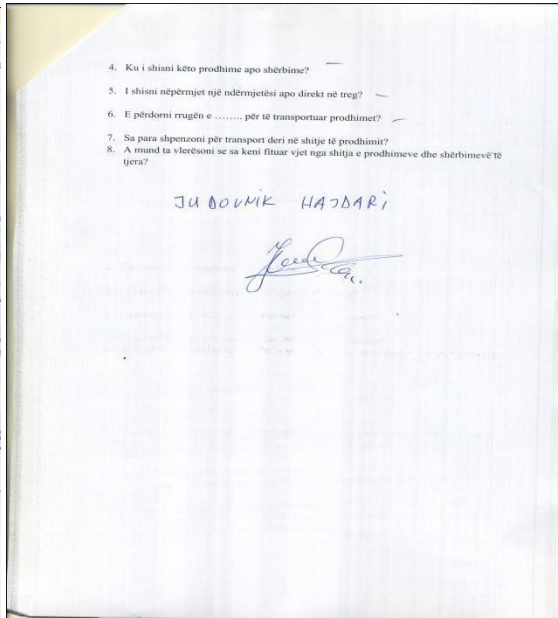 4. Ku i shisni këto prodhime apo shërbime? —
5. I shisni nëpërmjet një ndërmjetësi apo direkt në treg? —
6. E përdorni rrugën e ........ për të transportuar prodhimet? —
7. Sa para shpenzoni për transport deri në shitje të prodhimit?
8. A mund ta vlerësoni se sa keni fituar vjet nga shitja e prodhimeve dhe shërbimevë të
tjera?
JUDOVNIK HAJDARi